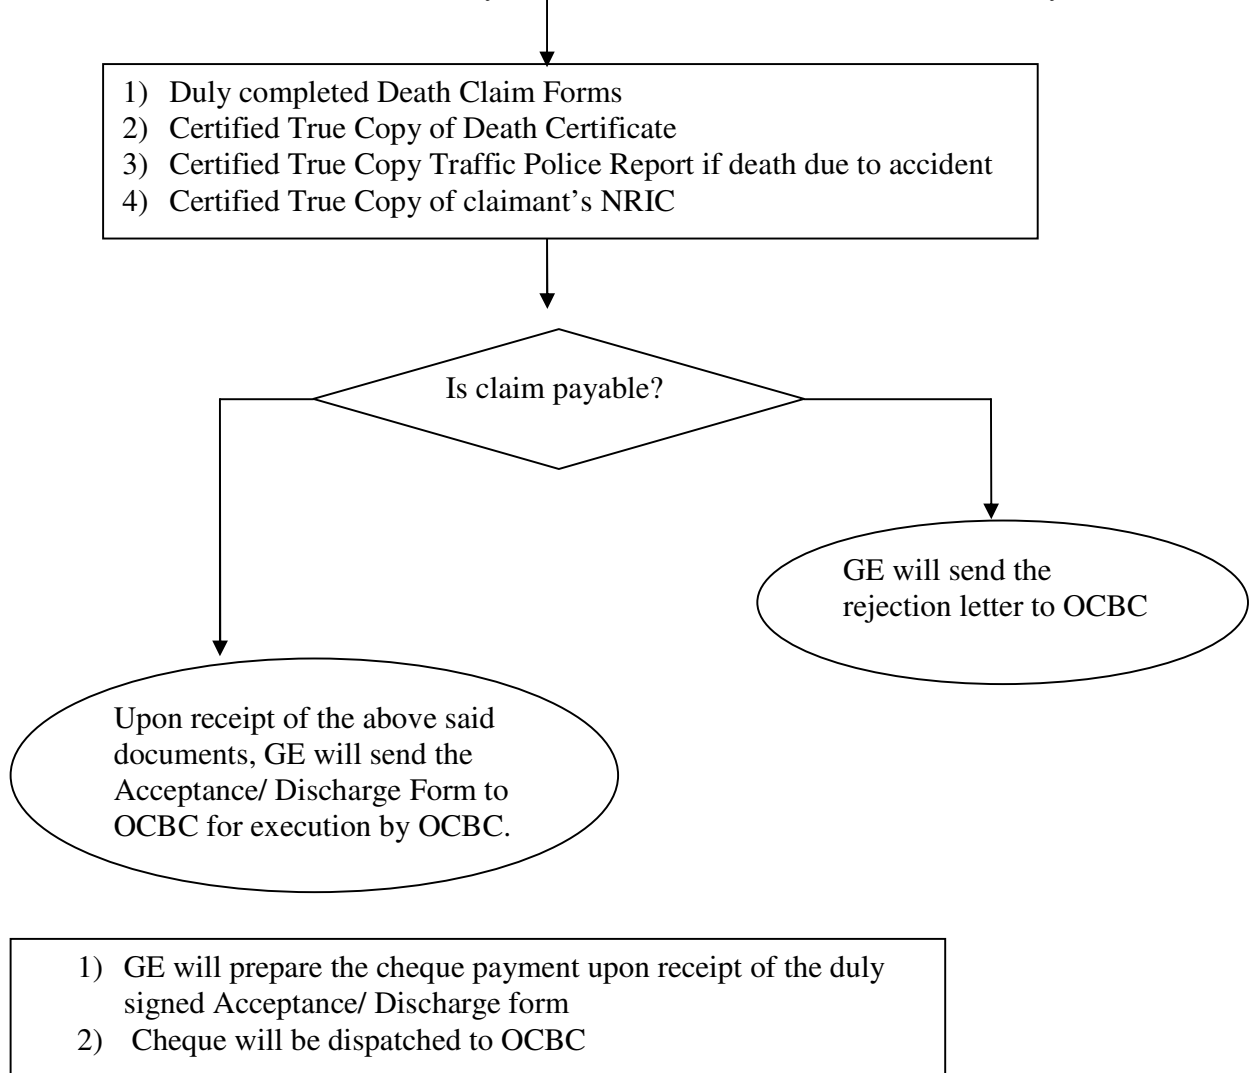 1) Duly completed Death Claim Forms
2) Certified True Copy of Death Certificate
3) Certified True Copy Traffic Police Report if death due to accident
4) Certified True Copy of claimant’s NRIC
Is claim payable?
GE will send the
rejection letter to OCBC
Upon receipt of the above said
documents, GE will send the
Acceptance/ Discharge Form to
OCBC for execution by OCBC.
1) GE will prepare the cheque payment upon receipt of the duly
signed Acceptance/ Discharge form
2) Cheque will be dispatched to OCBC